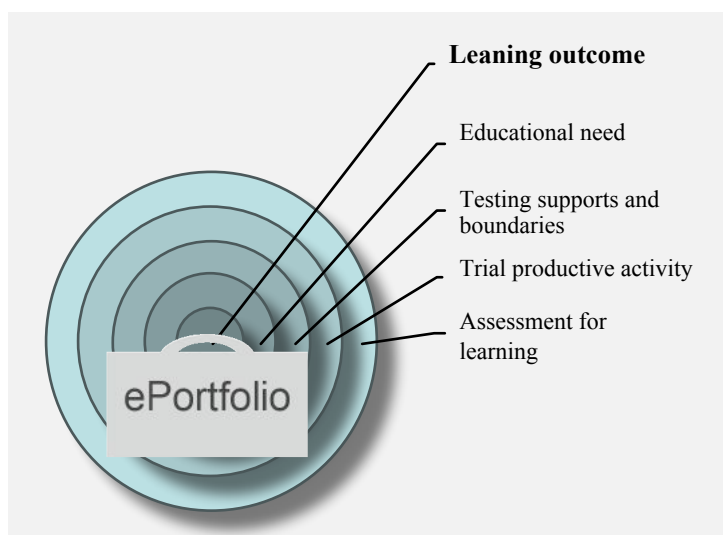 Leaning outcome
Educational need
Testing supports and
boundaries
Trial productive activity
Assessment for
learning
ePortfolio